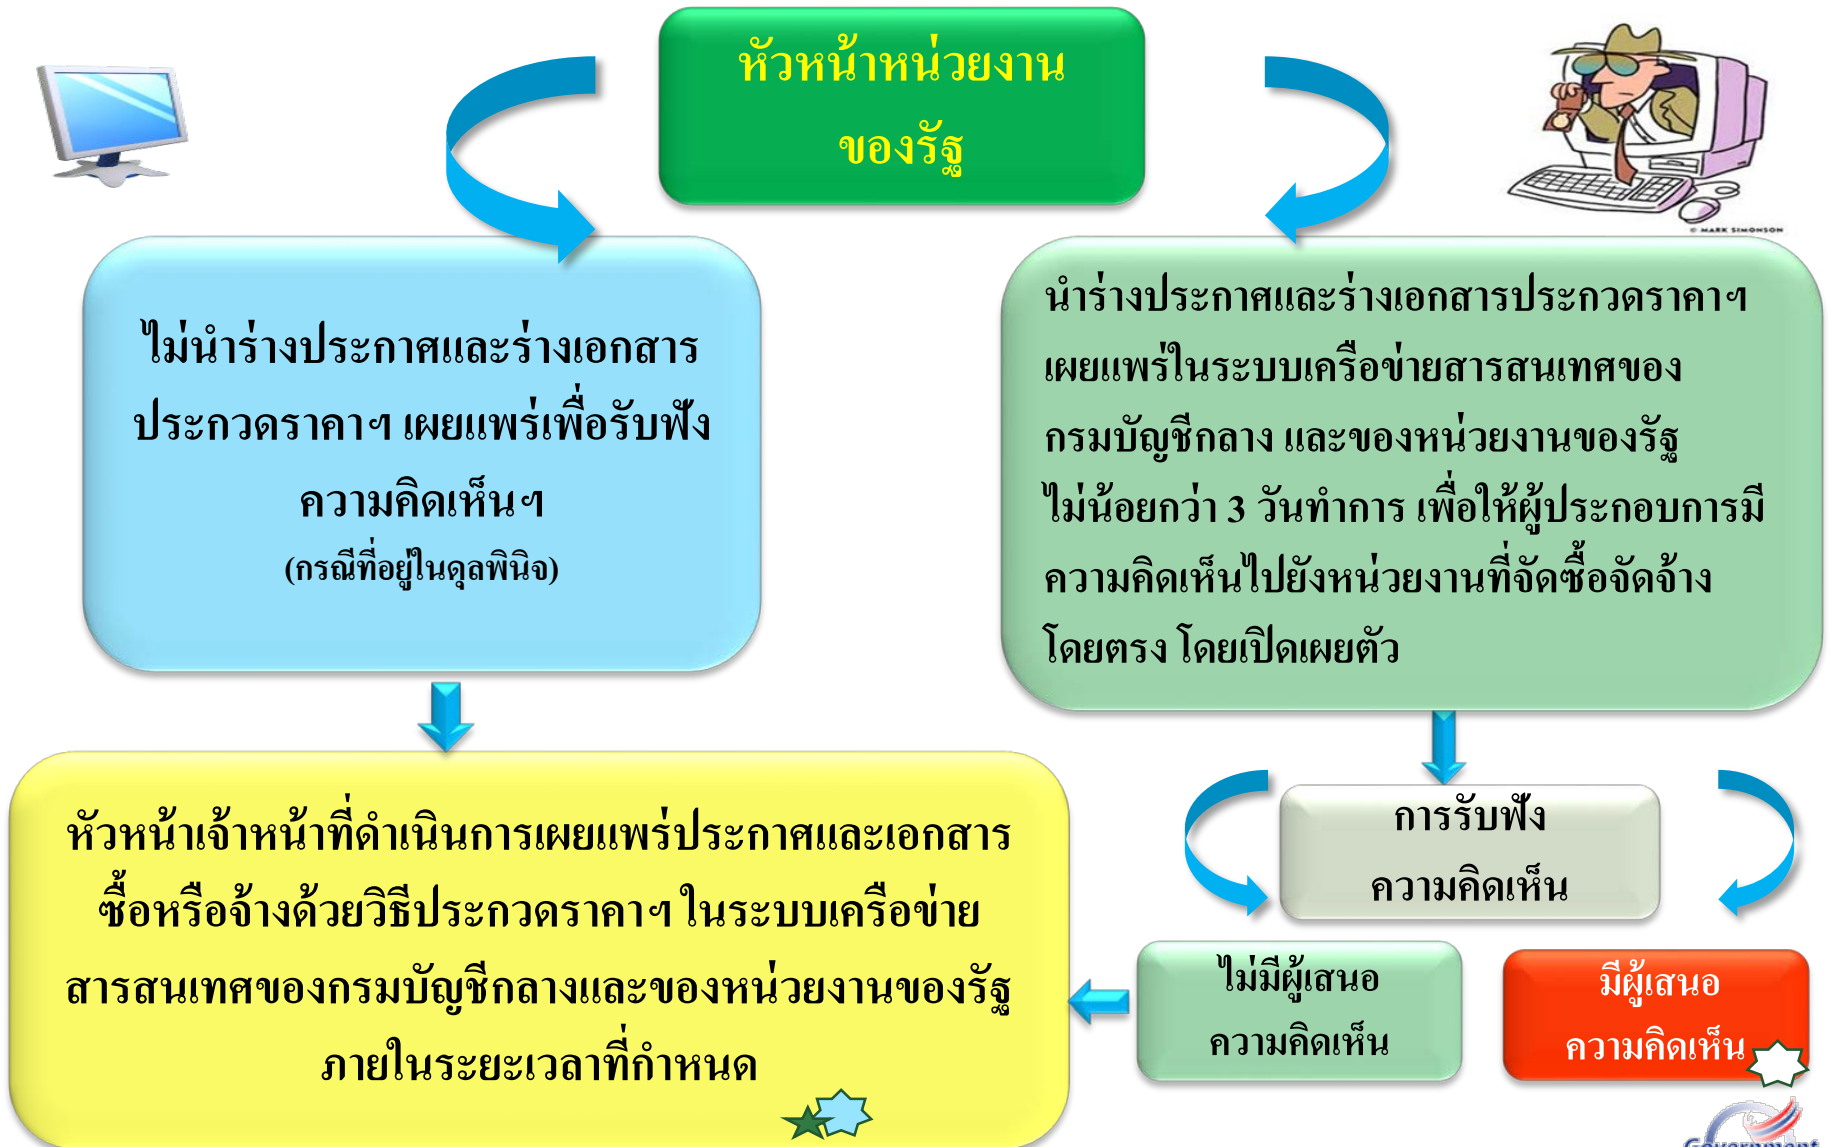 หัวหน้าหน่วยงาน
ของรัฐ
© MARK SIMONSON
ไม่นำร่างประกาศและร่างเอกสาร
ประกวดราคาฯ เผยแพร่เพื่อรับฟัง
ความคิดเห็นฯ
(กรณีที่อยู่ในดุลพินิจ)
นำร่างประกาศและร่างเอกสารประกวดราคาฯ
เผยแพร่ในระบบเครือข่ายสารสนเทศของ
กรมบัญชีกลาง และของหน่วยงานของรัฐ
ไม่น้อยกว่า 3 วันทำการ เพื่อให้ผู้ประกอบการมี
ความคิดเห็นไปยังหน่วยงานที่จัดซื้อจัดจ้าง
โดยตรง โดยเปิดเผยตัว
หัวหน้าเจ้าหน้าที่ดำเนินการเผยแพร่ประกาศและเอกสาร
ซื้อหรือจ้างด้วยวิธีประกวดราคาฯ ในระบบเครือข่าย
สารสนเทศของกรมบัญชีกลางและของหน่วยงานของรัฐ
ภายในระยะเวลาที่กำหนด
การรับฟัง
ความคิดเห็น
ไม่มีผู้เสนอ
ความคิดเห็น
มีผู้เสนอ
ความคิดเห็น
Government